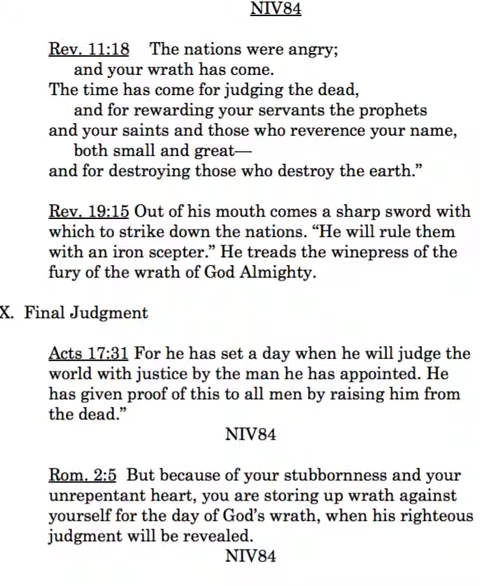 NIV84
Rev. 11:18 The nations were angry;
and your wrath has come.
The time has come for judging the dead,
and for rewarding your servants the prophets
and your saints and those who reverence your name,
both small and great—
and for destroying those who destroy the earth.”
Rev. 19:15 Out of his mouth comes a sharp sword with
which to strike down the nations. “He will rule them
with an iron scepter.” He treads the winepress of the
fury of the wrath of God Almighty.
X. Final Judgment
Acts 17:31 For he has set a day when he will judge the
world with justice by the man he has appointed. He
has given proof of this to all men by raising him from
the dead.”
NIV84
Rom. 2:5 But because of your stubbornness and your
unrepentant heart, you are storing up wrath against
yourself for the day of God’s wrath, when his righteous
judgment will be revealed.
NIV84